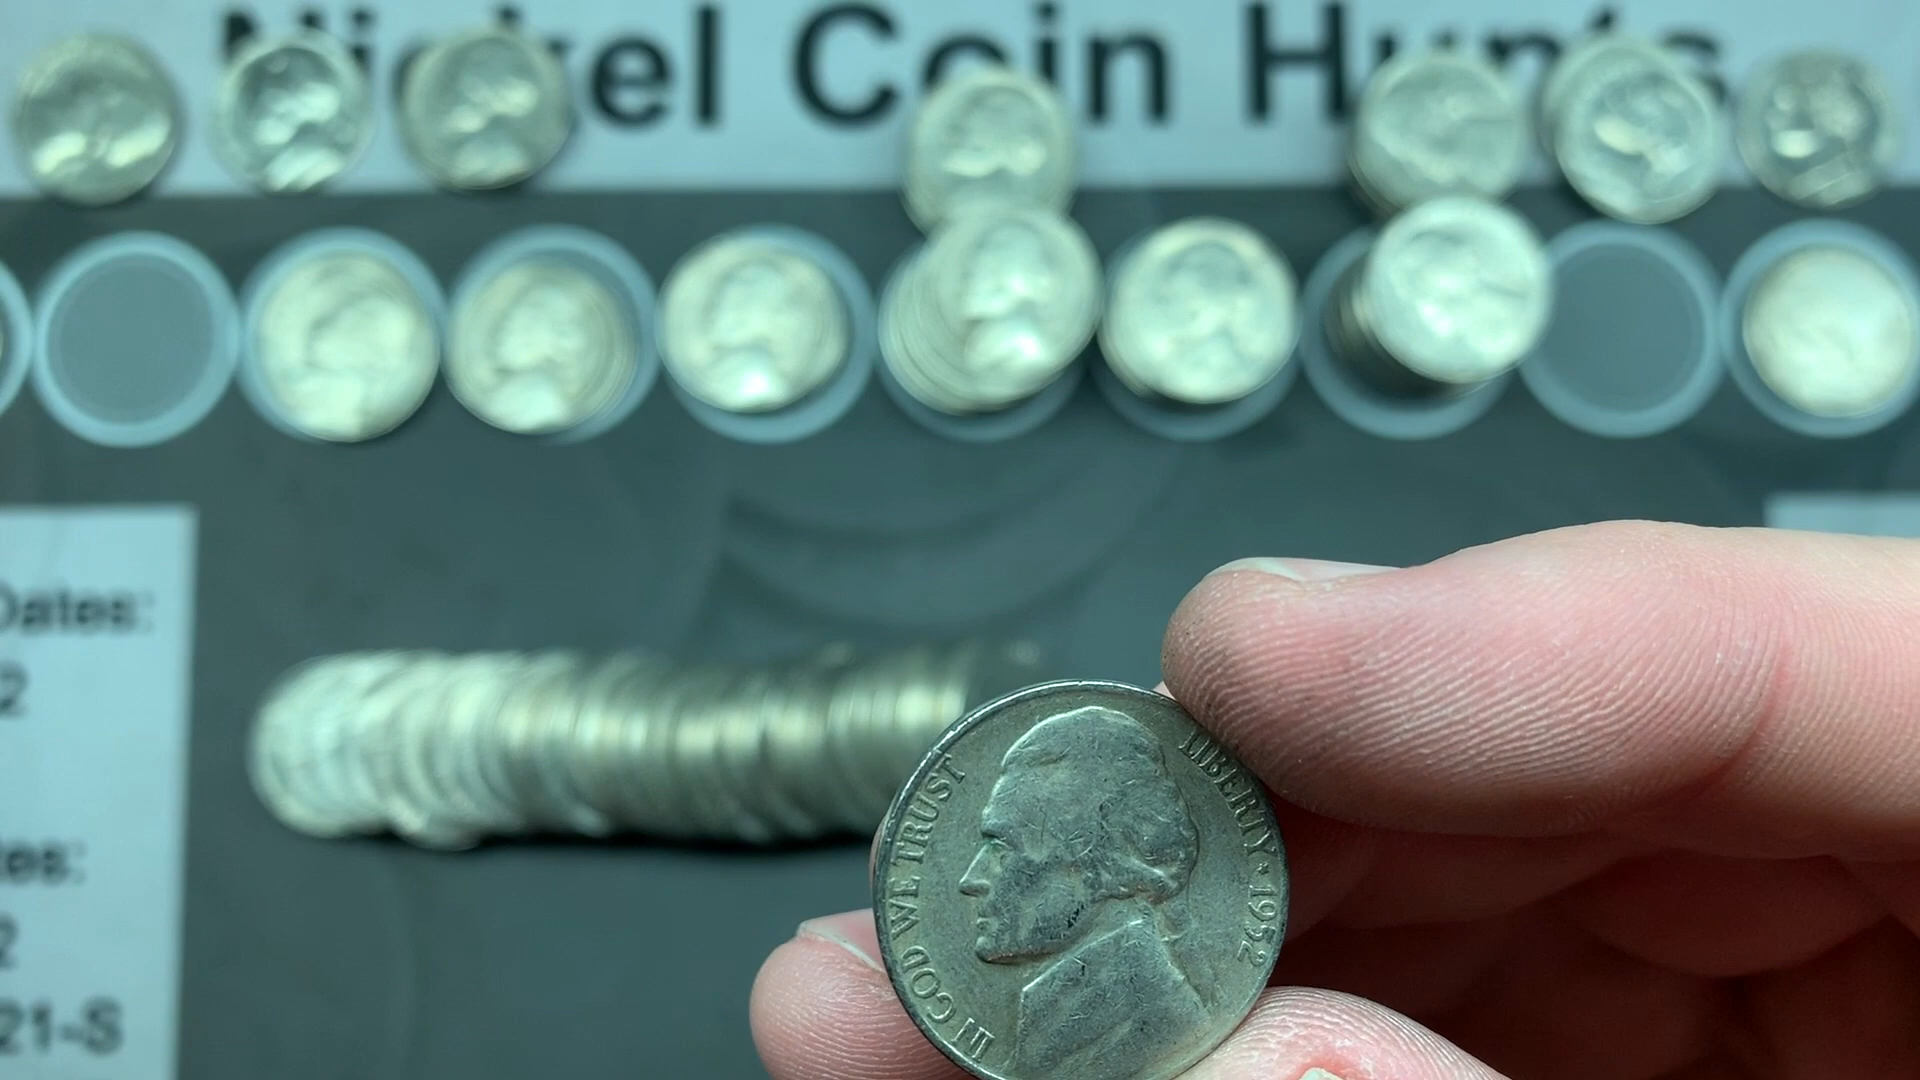 Nickel Coin Hunts
Dates:
2
tes:
2
21-S
IN GOD WE TRUST
LIBERTY ★ 1952